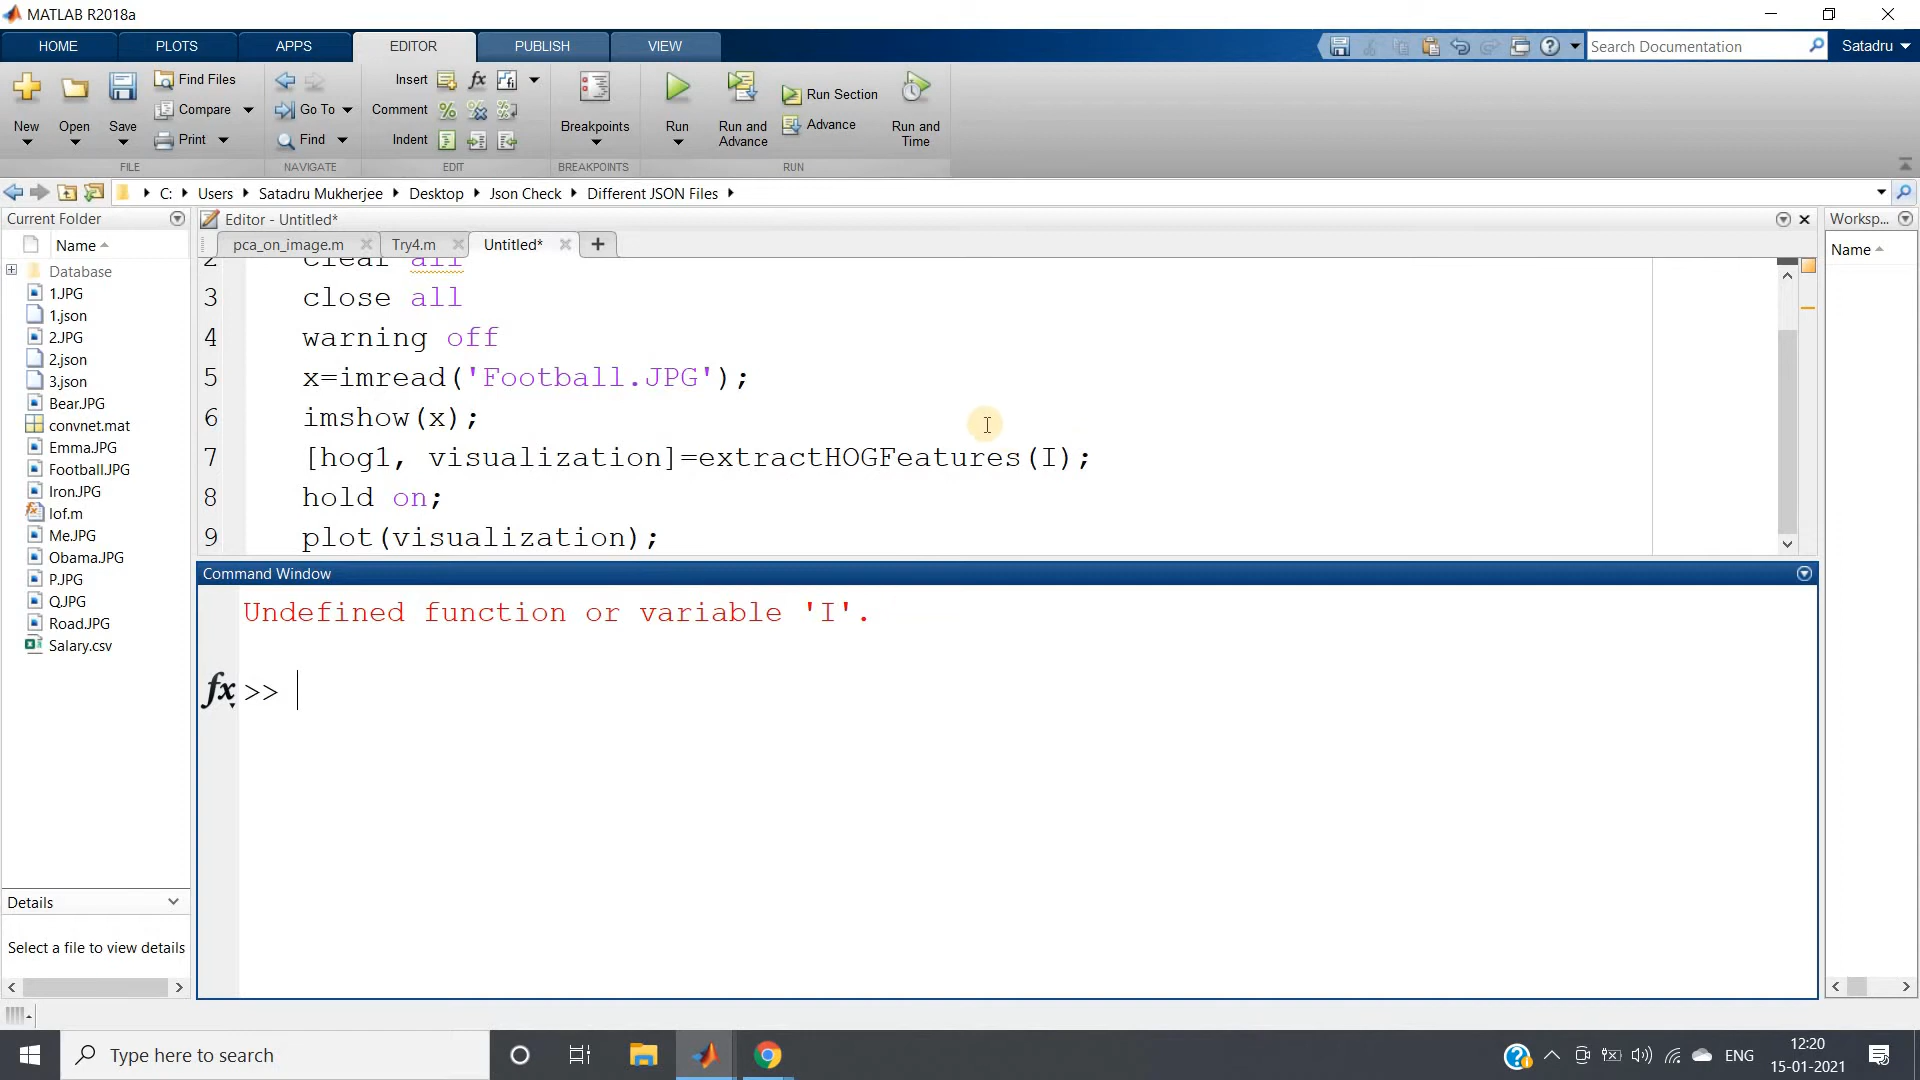 MATLAB R2018a
HOME PLOTS APPS EDITOR PUBLISH VIEW
Search Documentation
Satadru
New
Open
Save
Find Files
Compare
Print
FILE
Go To
Find
NAVIGATE
Insert
Comment
Indent
EDIT
Breakpoints
BREAKPOINTS
Run
Run and
Advance
Run Section
Advance
Run and
Time
RUN
C: Users Satadru Mukherjee Desktop Json Check Different JSON Files
Current Folder
Name
Database
1.JPG
1.json
2.JPG
2.json
3.json
Bear.JPG
convnet.mat
Emma.JPG
Football.JPG
Iron.JPG
lof.m
Me.JPG
Obama.JPG
P.JPG
Q.JPG
Road.JPG
Salary.csv
Details
Select a file to view details
Editor - Untitled*
pca_on_image.m Try4.m Untitled*
2 clear all
3 close all
4 warning off
5 x=imread('Football.JPG');
6 imshow(x);
7 [hog1, visualization]=extractHOGFeatures(I);
8 hold on;
9 plot(visualization);
Command Window
Undefined function or variable 'I'.
fx >>
Worksp...
Name
Type here to search
ENG
12:20
15-01-2021